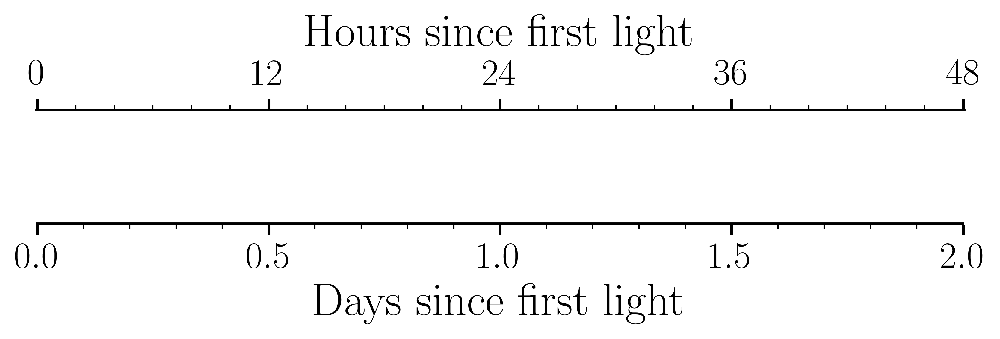 Hours since first light
0 12 24 36 48
0.0 0.5 1.0 1.5 2.0
Days since first light